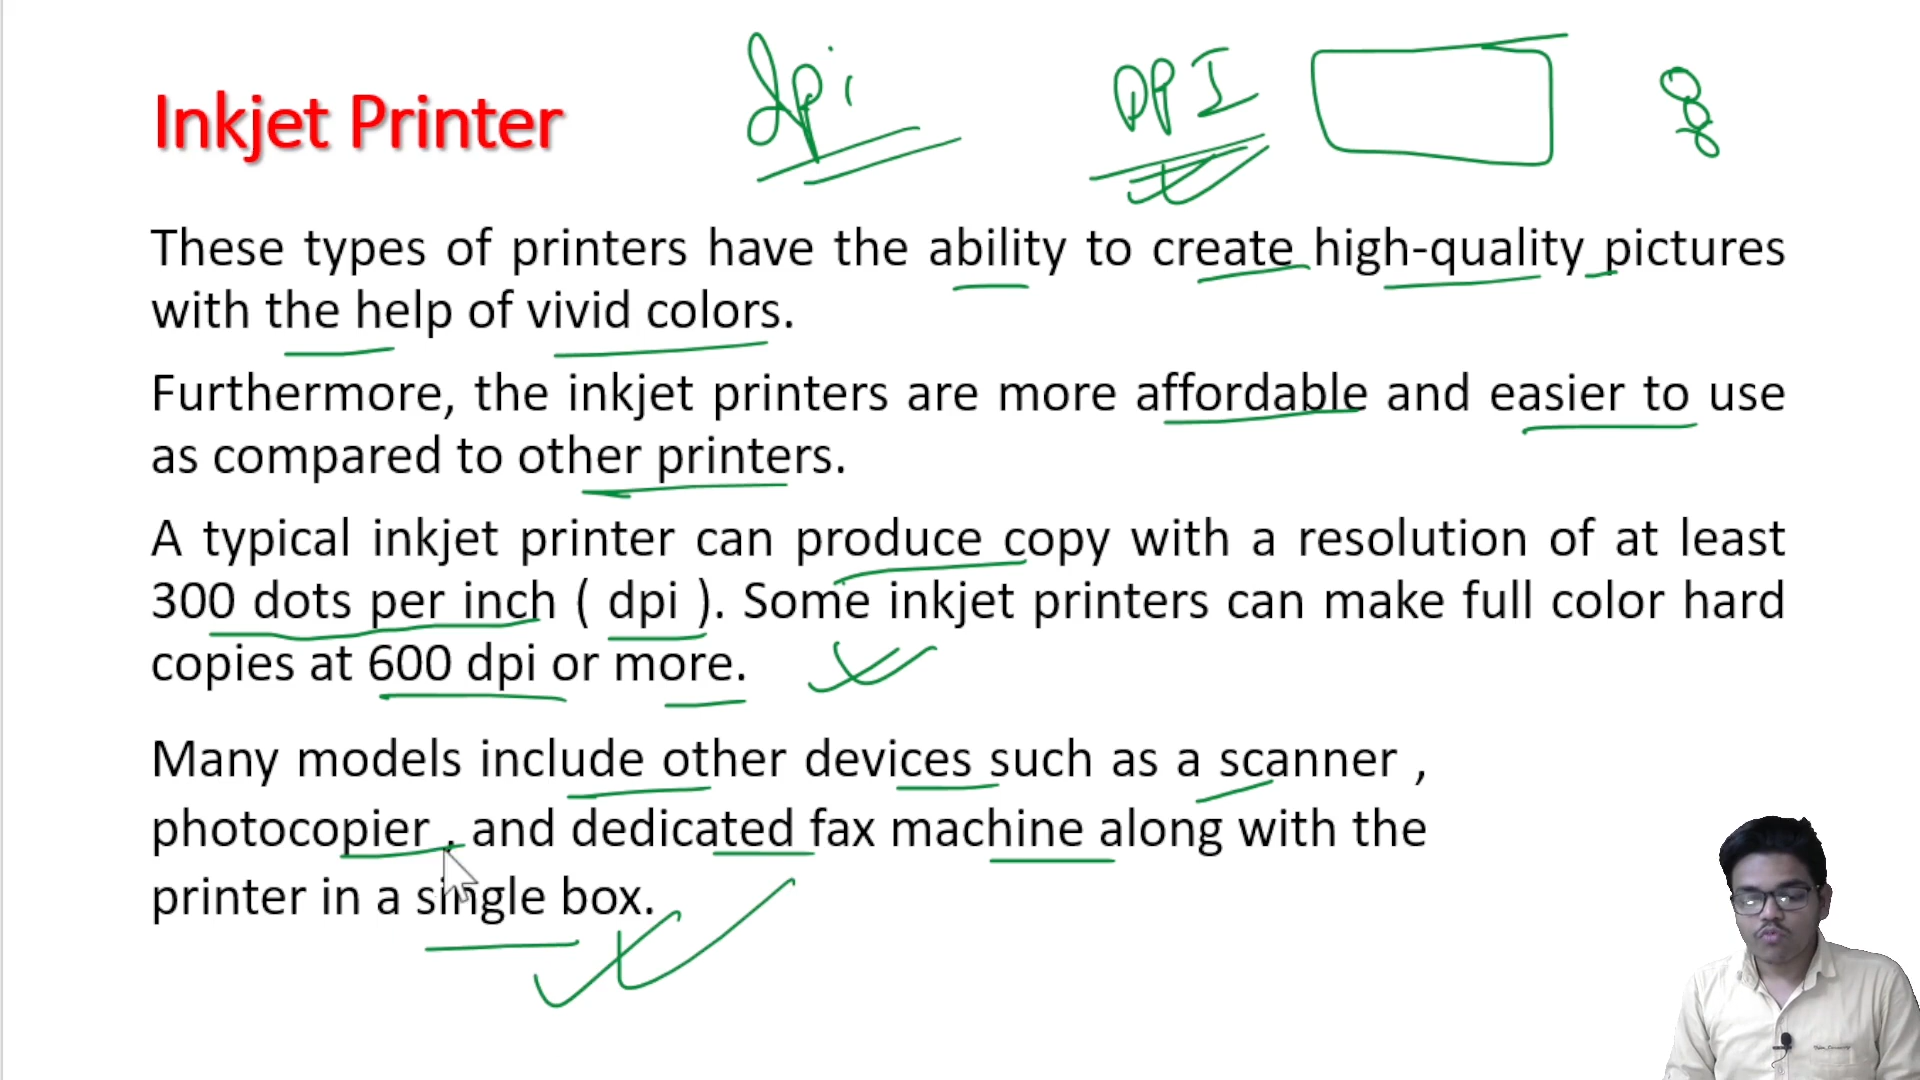 Inkjet Printer
dpi
DPI
These types of printers have the ability to create high-quality pictures
with the help of vivid colors.
Furthermore, the inkjet printers are more affordable and easier to use
as compared to other printers.
A typical inkjet printer can produce copy with a resolution of at least
300 dots per inch ( dpi ). Some inkjet printers can make full color hard
copies at 600 dpi or more.
Many models include other devices such as a scanner ,
photocopier , and dedicated fax machine along with the
printer in a single box.